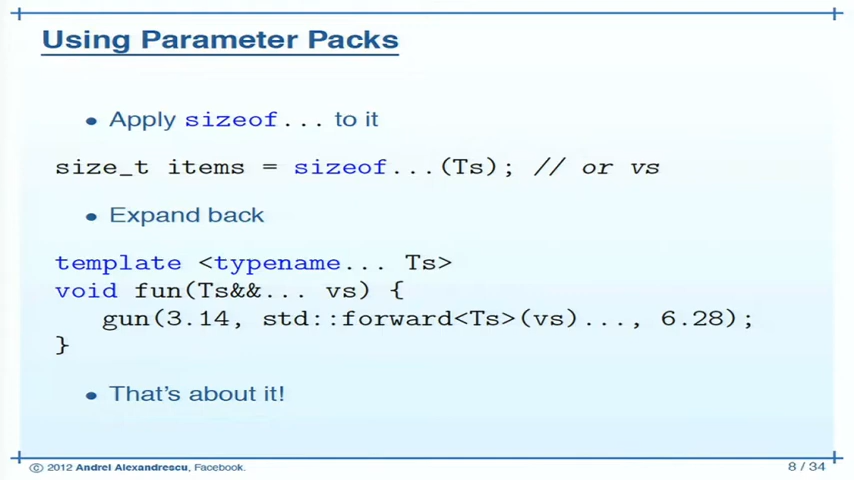 Using Parameter Packs
• Apply sizeof... to it
size_t items = sizeof...(Ts); // or vs
• Expand back
template <typename... Ts>
void fun(Ts&&... vs) {
gun(3.14, std::forward<Ts>(vs)..., 6.28);
}
• That's about it!
© 2012 Andrei Alexandrescu, Facebook.
8 / 34